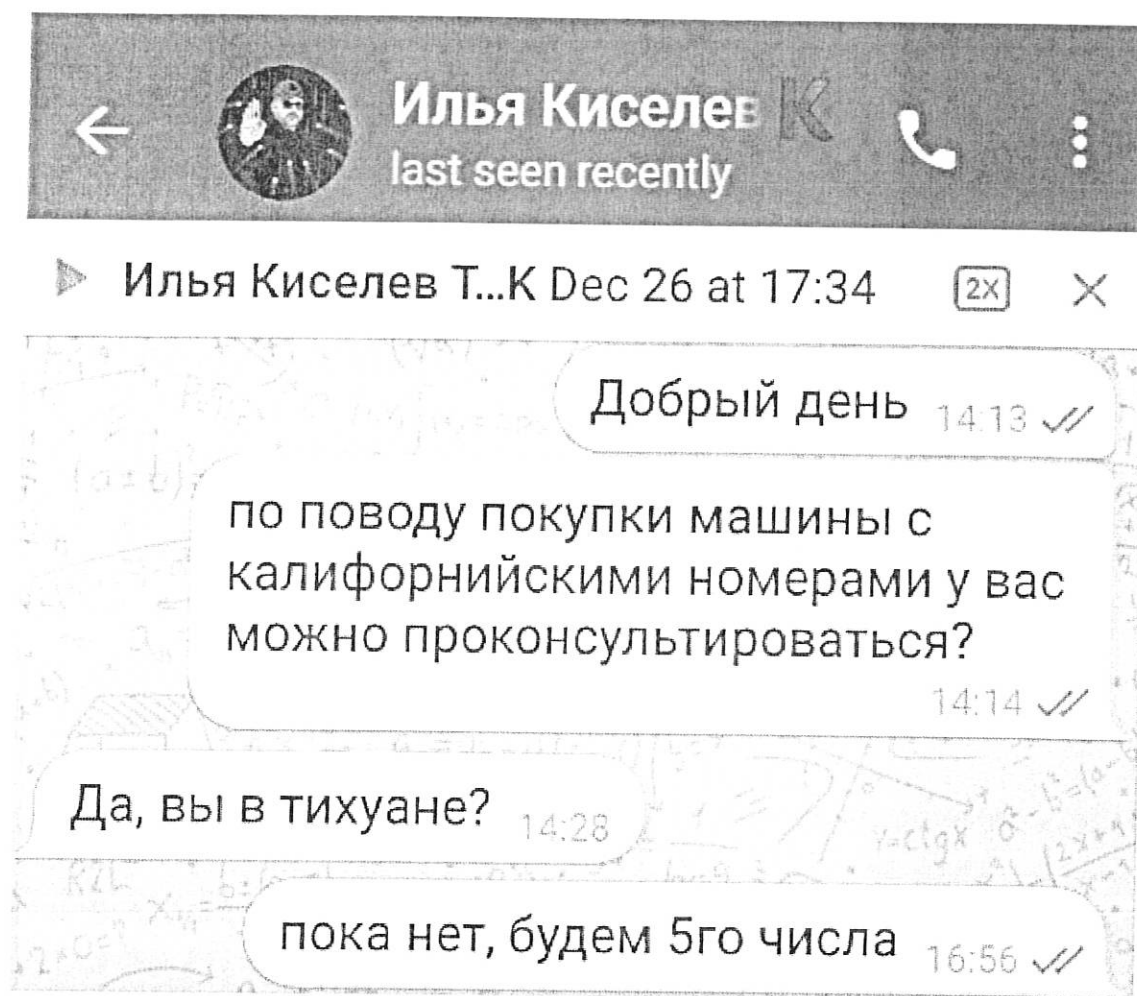 Илья Киселев K
last seen recently
Илья Киселев Т...К Dec 26 at 17:34 2X
Добрый день 14:13
по поводу покупки машины с
калифорнийскими номерами у вас
можно проконсультироваться?
14:14
Да, вы в тихуане? 14:28
пока нет, будем 5го числа 16:56